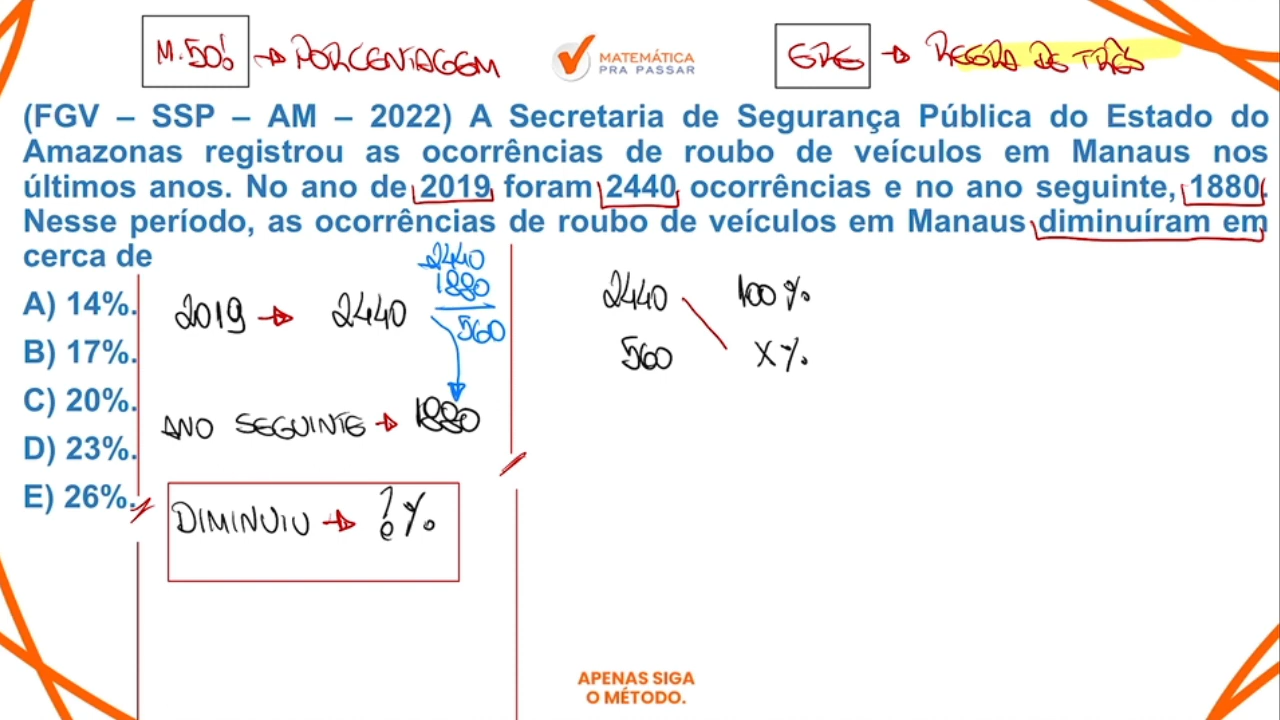 M.50! → PORCENTAGEM
MATEMÁTICA
PRA PASSAR
→ REGRA DE TRÊS
(FGV – SSP – AM – 2022) A Secretaria de Segurança Pública do Estado do
Amazonas registrou as ocorrências de roubo de veículos em Manaus nos
últimos anos. No ano de 2019 foram 2440 ocorrências e no ano seguinte, 1880.
Nesse período, as ocorrências de roubo de veículos em Manaus diminuíram em
cerca de
A) 14%.
B) 17%.
C) 20%.
D) 23%.
E) 26%.
2019 → 2440
2440
1880
560
ANO SEGUINTE → 1880
DIMINUIU → ?%
2440 100%
560 X%
APENAS SIGA
O MÉTODO.